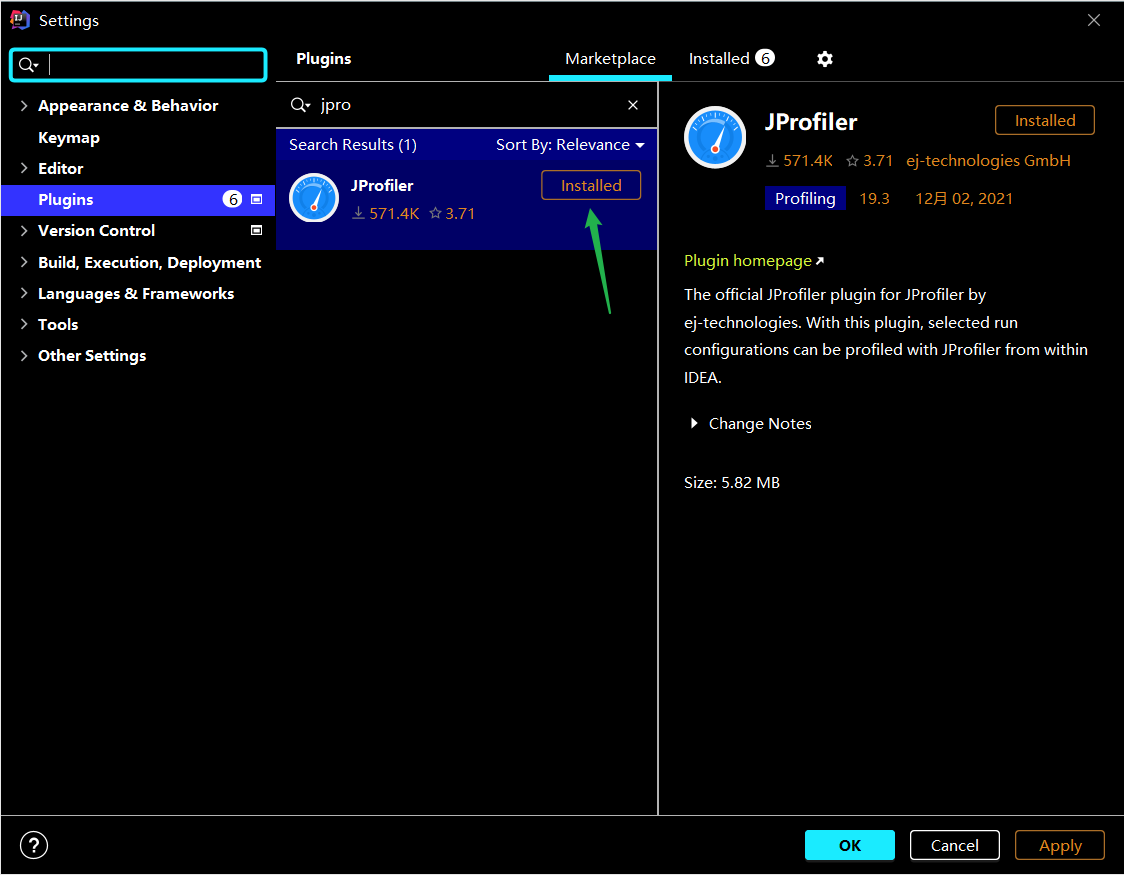 Settings
Plugins
Marketplace
Installed 6
Appearance & Behavior
Keymap
Editor
Plugins 6
Version Control
Build, Execution, Deployment
Languages & Frameworks
Tools
Other Settings
jpro
Search Results (1) Sort By: Relevance
JProfiler
Installed
571.4K 3.71
JProfiler
Installed
571.4K 3.71 ej-technologies GmbH
Profiling 19.3 12月 02, 2021
Plugin homepage
The official JProfiler plugin for JProfiler by
ej-technologies. With this plugin, selected run
configurations can be profiled with JProfiler from within
IDEA.
Change Notes
Size: 5.82 MB
?
OK
Cancel
Apply